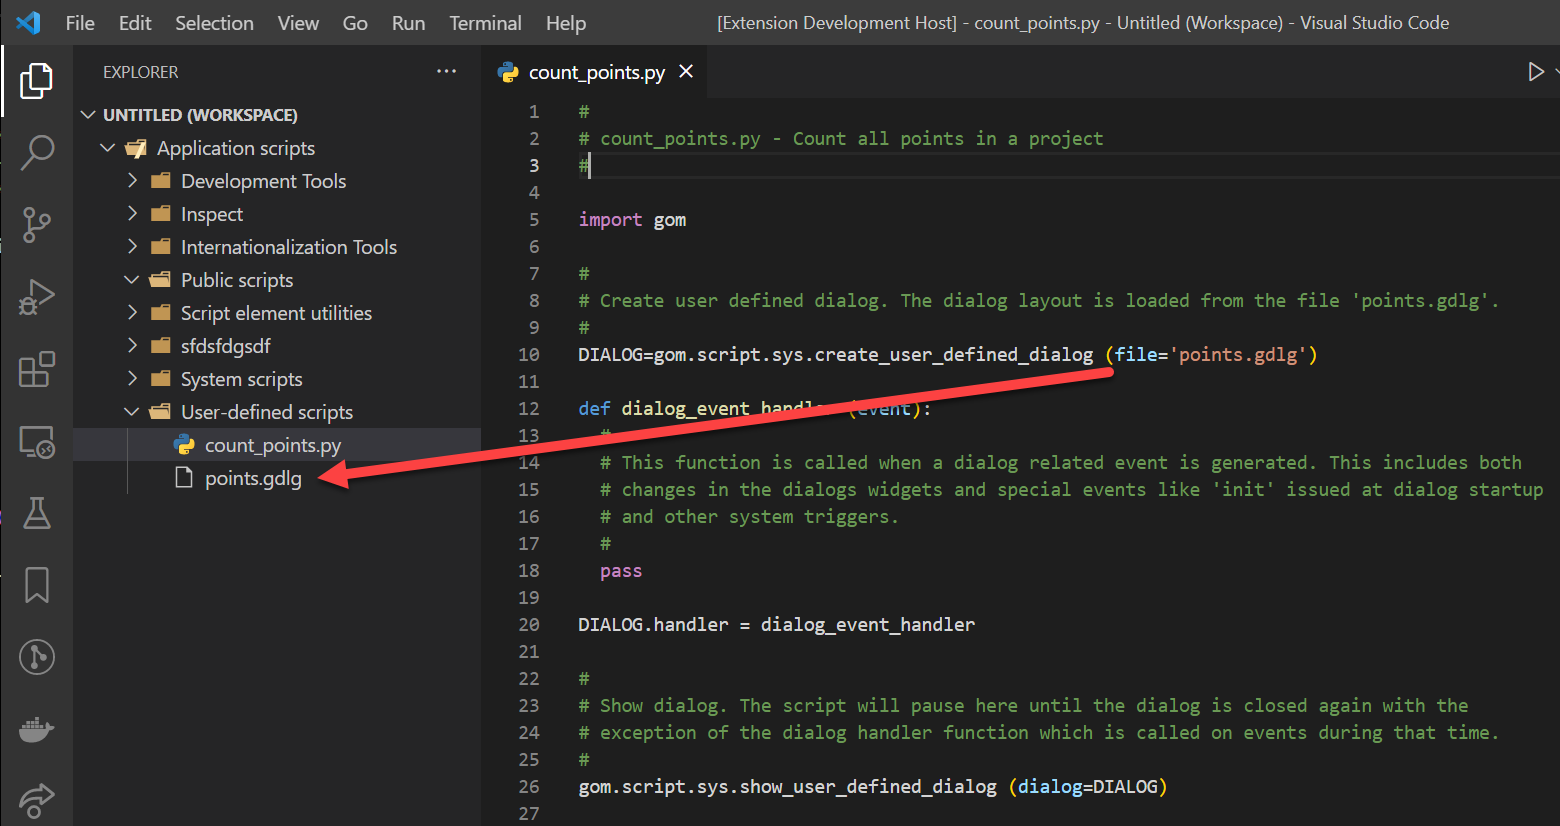 File Edit Selection View Go Run Terminal Help [Extension Development Host] - count_points.py - Untitled (Workspace) - Visual Studio Code
EXPLORER ···
UNTITLED (WORKSPACE)
Application scripts
Development Tools
Inspect
Internationalization Tools
Public scripts
Script element utilities
sfdsfdgsdf
System scripts
User-defined scripts
count_points.py
points.gdlg
count_points.py
1 #
2 # count_points.py - Count all points in a project
3 #
4
5 import gom
6
7 #
8 # Create user defined dialog. The dialog layout is loaded from the file 'points.gdlg'.
9 #
10 DIALOG=gom.script.sys.create_user_defined_dialog (file='points.gdlg')
11
12 def dialog_event_handler (event):
13 #
14 # This function is called when a dialog related event is generated. This includes both
15 # changes in the dialogs widgets and special events like 'init' issued at dialog startup
16 # and other system triggers.
17 #
18 pass
19
20 DIALOG.handler = dialog_event_handler
21
22 #
23 # Show dialog. The script will pause here until the dialog is closed again with the
24 # exception of the dialog handler function which is called on events during that time.
25 #
26 gom.script.sys.show_user_defined_dialog (dialog=DIALOG)
27